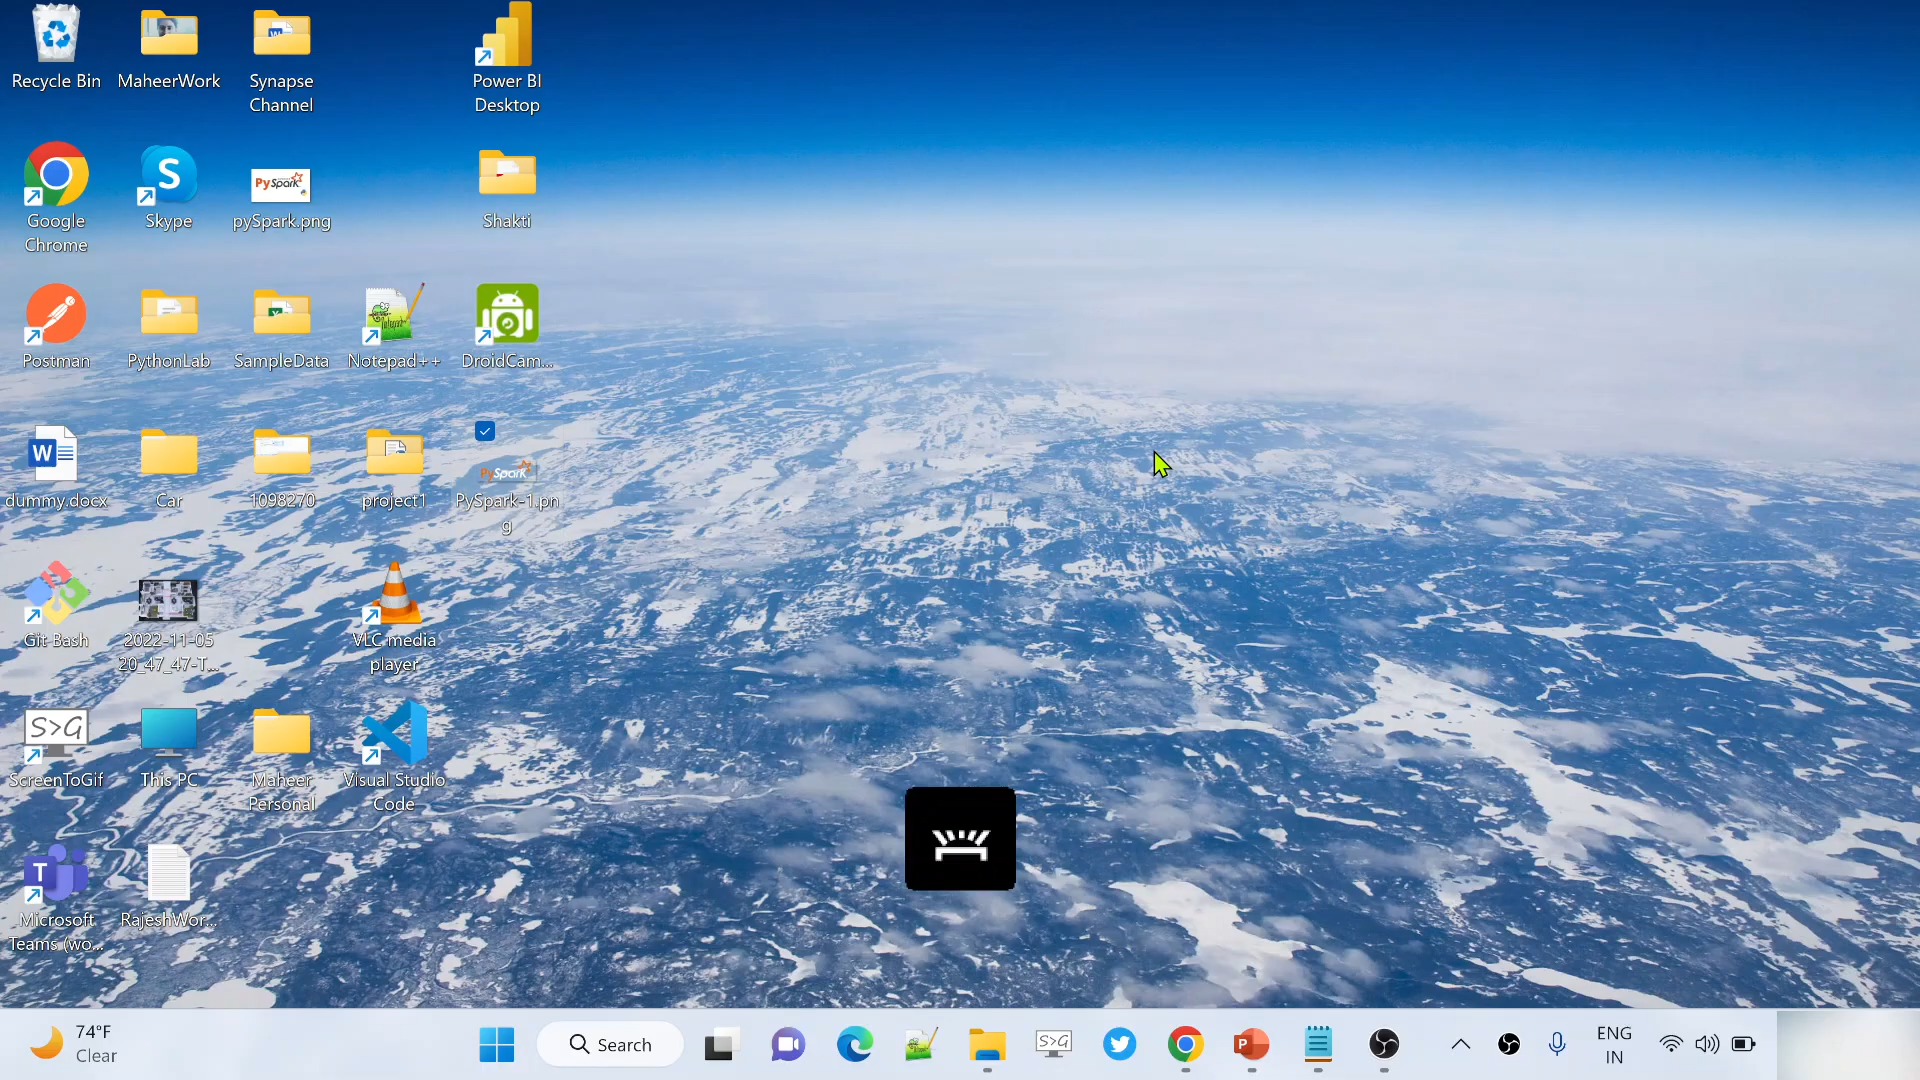 Recycle Bin
MaheerWork
Synapse
Channel
Power BI
Desktop
Google
Chrome
S
Skype
PySpark
pySpark.png
Shakti
Postman
PythonLab
SampleData
Notepad++
DroidCam...
W
dummy.docx
Car
1098270
project1
PySpark
PySpark-1.pn
g
Git Bash
2022-11-05
20_47_47-T...
VLC media
player
S>G
ScreenToGif
This PC
Maheer
Personal
Visual Studio
Code
T
Microsoft
Teams (wo...
RajeshWor...
74°F
Clear
Search
S>G
P
ENG
IN